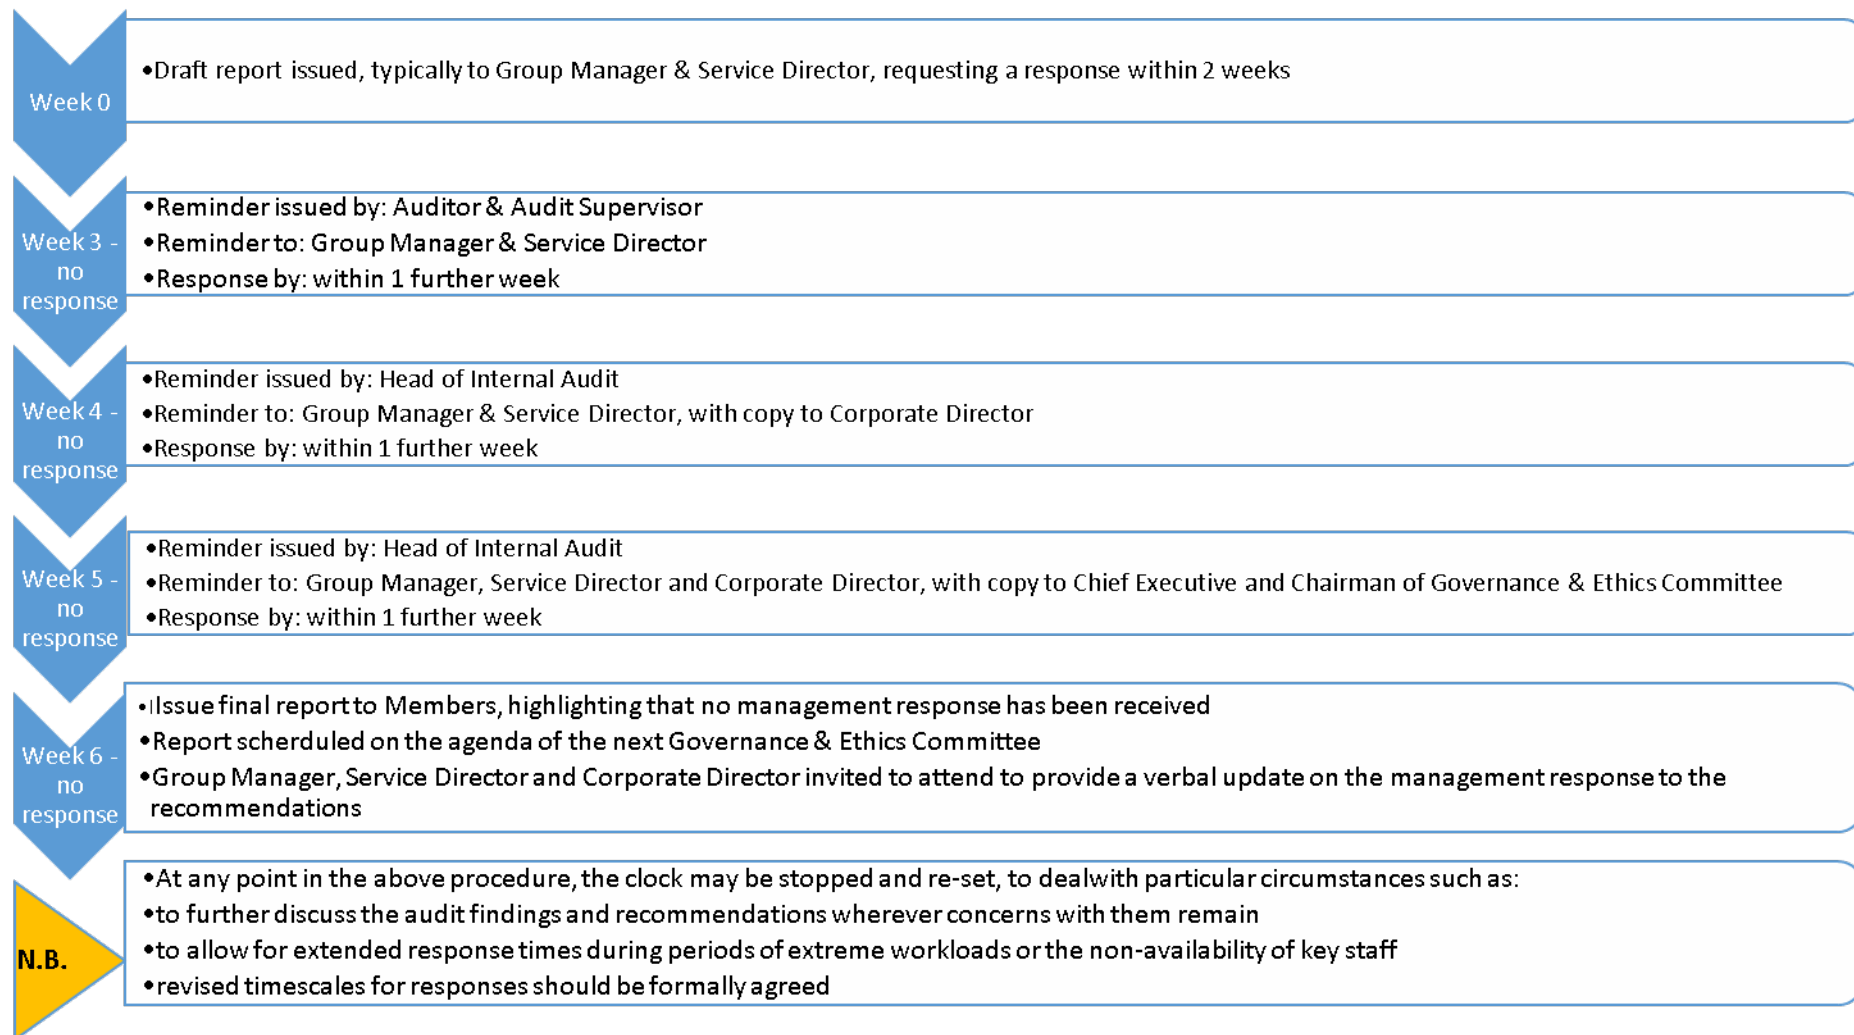 Week 0
•Draft report issued, typically to Group Manager & Service Director, requesting a response within 2 weeks
Week 3 -
no
response
•Reminder issued by: Auditor & Audit Supervisor
•Reminder to: Group Manager & Service Director
•Response by: within 1 further week
Week 4 -
no
response
•Reminder issued by: Head of Internal Audit
•Reminder to: Group Manager & Service Director, with copy to Corporate Director
•Response by: within 1 further week
Week 5 -
no
response
•Reminder issued by: Head of Internal Audit
•Reminder to: Group Manager, Service Director and Corporate Director, with copy to Chief Executive and Chairman of Governance & Ethics Committee
•Response by: within 1 further week
Week 6 -
no
response
•IIssue final report to Members, highlighting that no management response has been received
•Report scherduled on the agenda of the next Governance & Ethics Committee
•Group Manager, Service Director and Corporate Director invited to attend to provide a verbal update on the management response to the
recommendations
N.B.
•At any point in the above procedure, the clock may be stopped and re-set, to deal with particular circumstances such as:
•to further discuss the audit findings and recommendations wherever concerns with them remain
•to allow for extended response times during periods of extreme workloads or the non-availability of key staff
•revised timescales for responses should be formally agreed